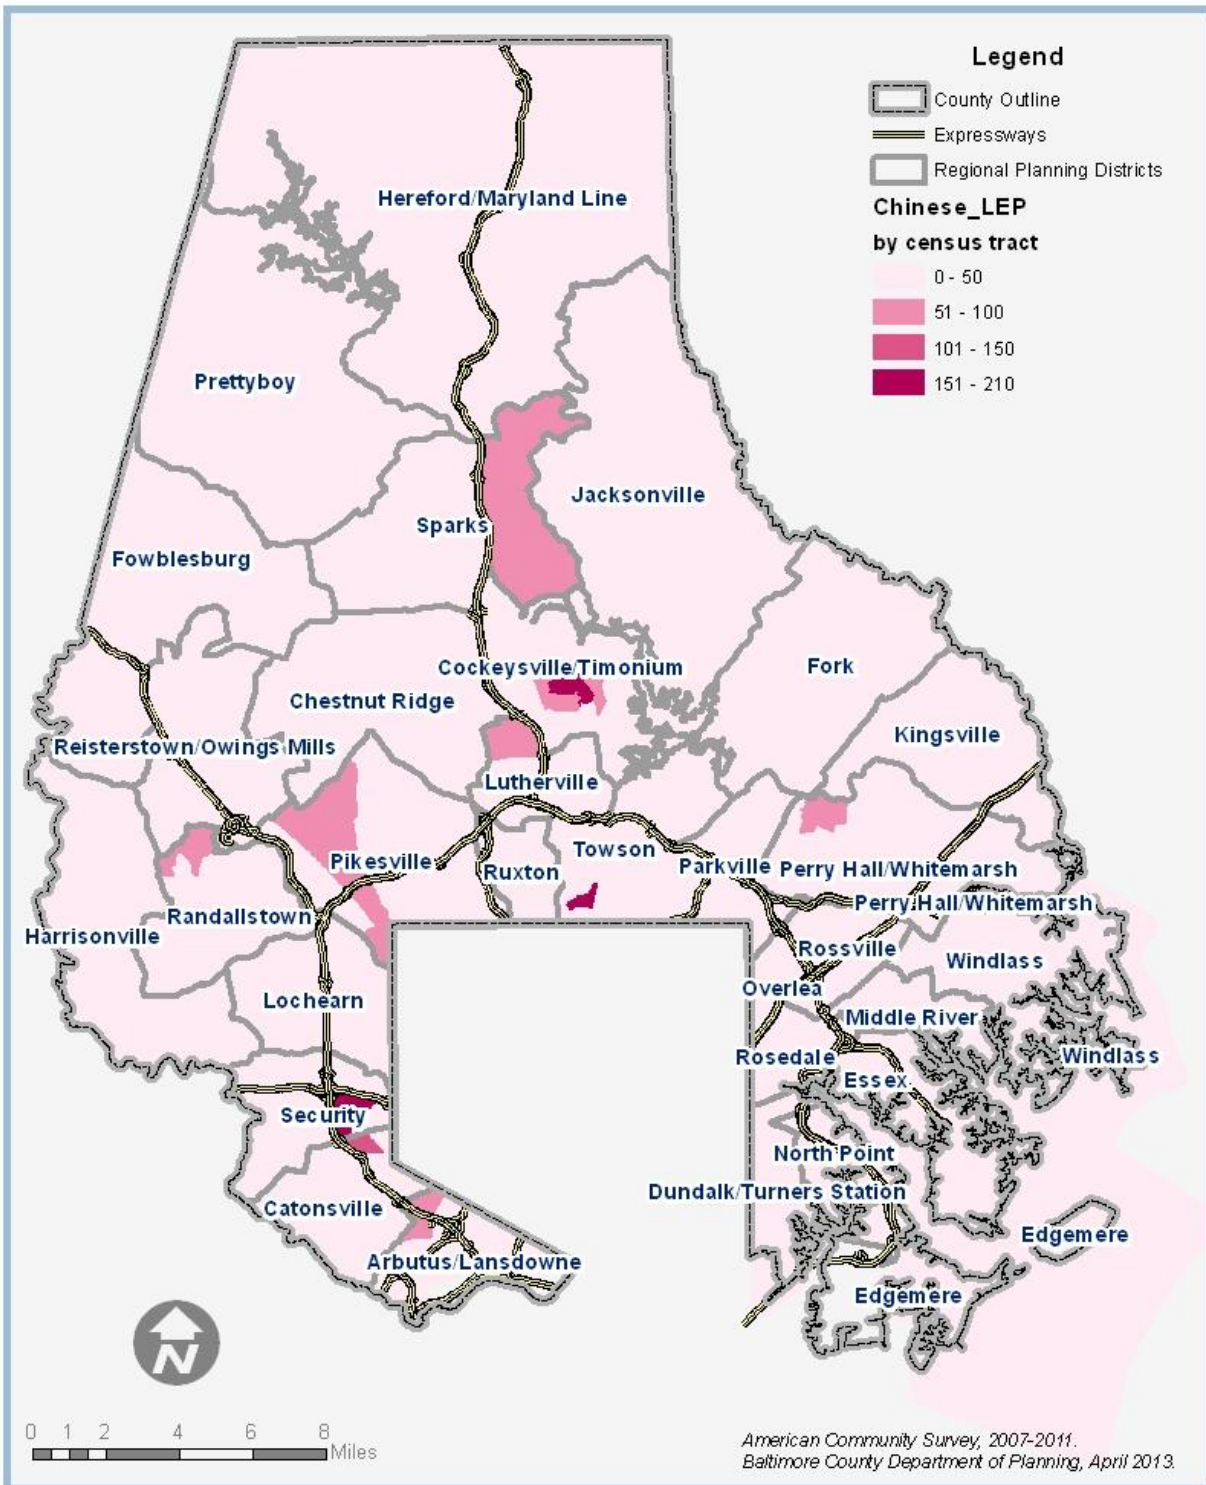 Legend
County Outline
Expressways
Regional Planning Districts
Chinese_LEP
by census tract
0 - 50
51 - 100
101 - 150
151 - 210
Hereford/Maryland Line
Prettyboy
Jacksonville
Sparks
Fowblesburg
Cockeysville/Timonium
Fork
Chestnut Ridge
Kingsville
Reisterstown/Owings Mills
Lutherville
Towson
Pikesville
Ruxton
Parkville
Perry Hall/Whitemarsh
Perry Hall/Whitemarsh
Randallstown
Harrisonville
Rossville
Windlass
Overlea
Lochearn
Middle River
Rosedale
Windlass
Essex
Security
North Point
Dundalk/Turners Station
Catonsville
Edgemere
Arbutus/Lansdowne
Edgemere
N
0 1 2 4 6 8
Miles
American Community Survey, 2007-2011.
Baltimore County Department of Planning, April 2013.